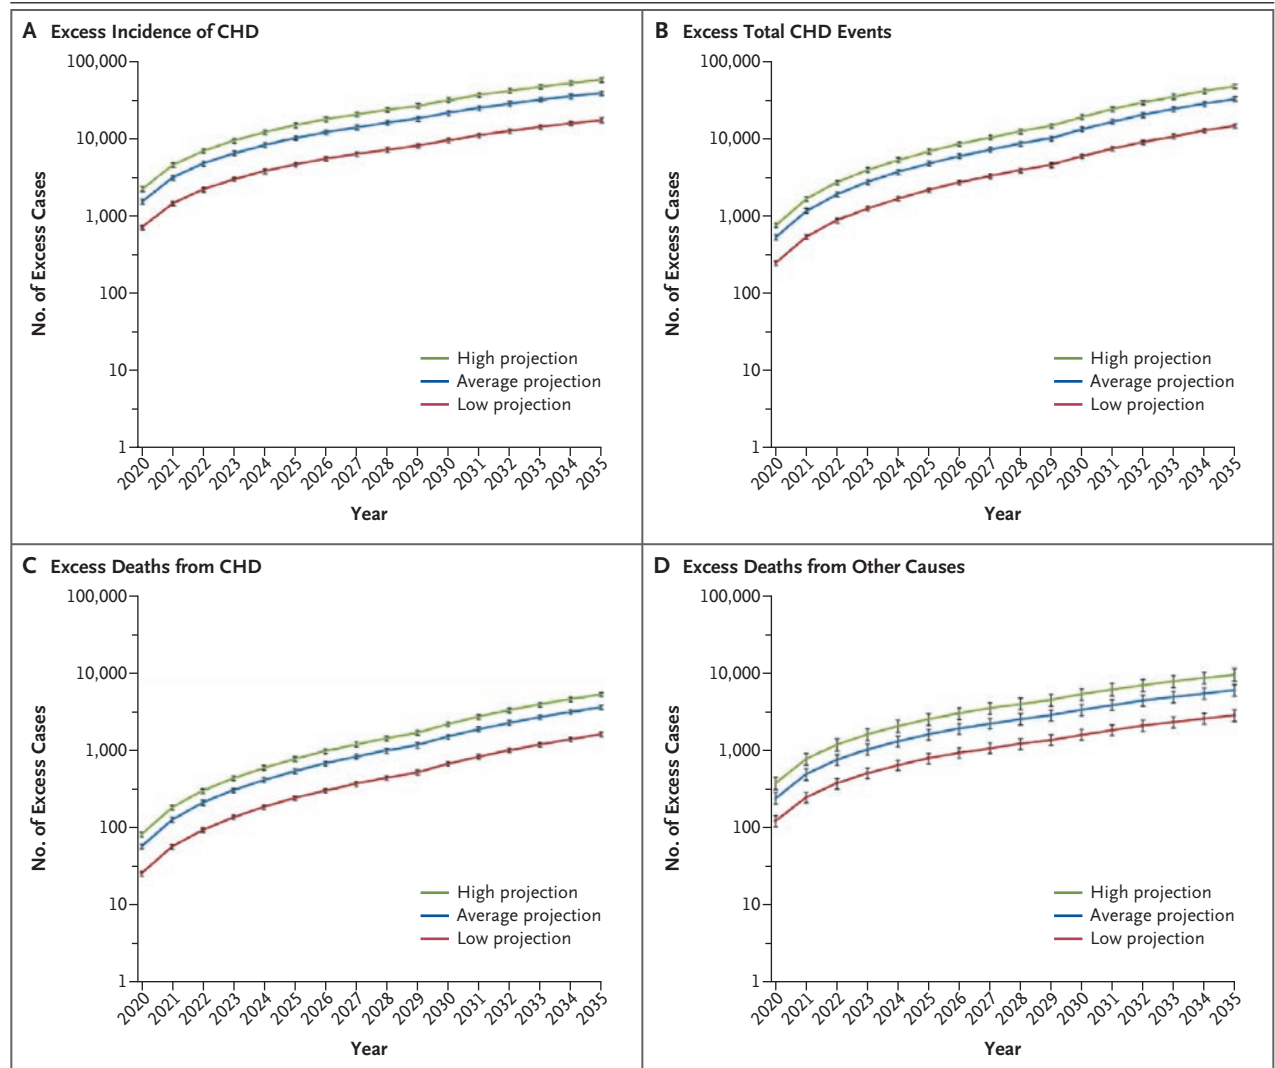 A Excess Incidence of CHD
No. of Excess Cases
100,000
10,000
1,000
100
10
1
High projection
Average projection
Low projection
2020 2021 2022 2023 2024 2025 2026 2027 2028 2029 2030 2031 2032 2033 2034 2035
Year
B Excess Total CHD Events
No. of Excess Cases
100,000
10,000
1,000
100
10
1
High projection
Average projection
Low projection
2020 2021 2022 2023 2024 2025 2026 2027 2028 2029 2030 2031 2032 2033 2034 2035
Year
C Excess Deaths from CHD
No. of Excess Cases
100,000
10,000
1,000
100
10
1
High projection
Average projection
Low projection
2020 2021 2022 2023 2024 2025 2026 2027 2028 2029 2030 2031 2032 2033 2034 2035
Year
D Excess Deaths from Other Causes
No. of Excess Cases
100,000
10,000
1,000
100
10
1
High projection
Average projection
Low projection
2020 2021 2022 2023 2024 2025 2026 2027 2028 2029 2030 2031 2032 2033 2034 2035
Year